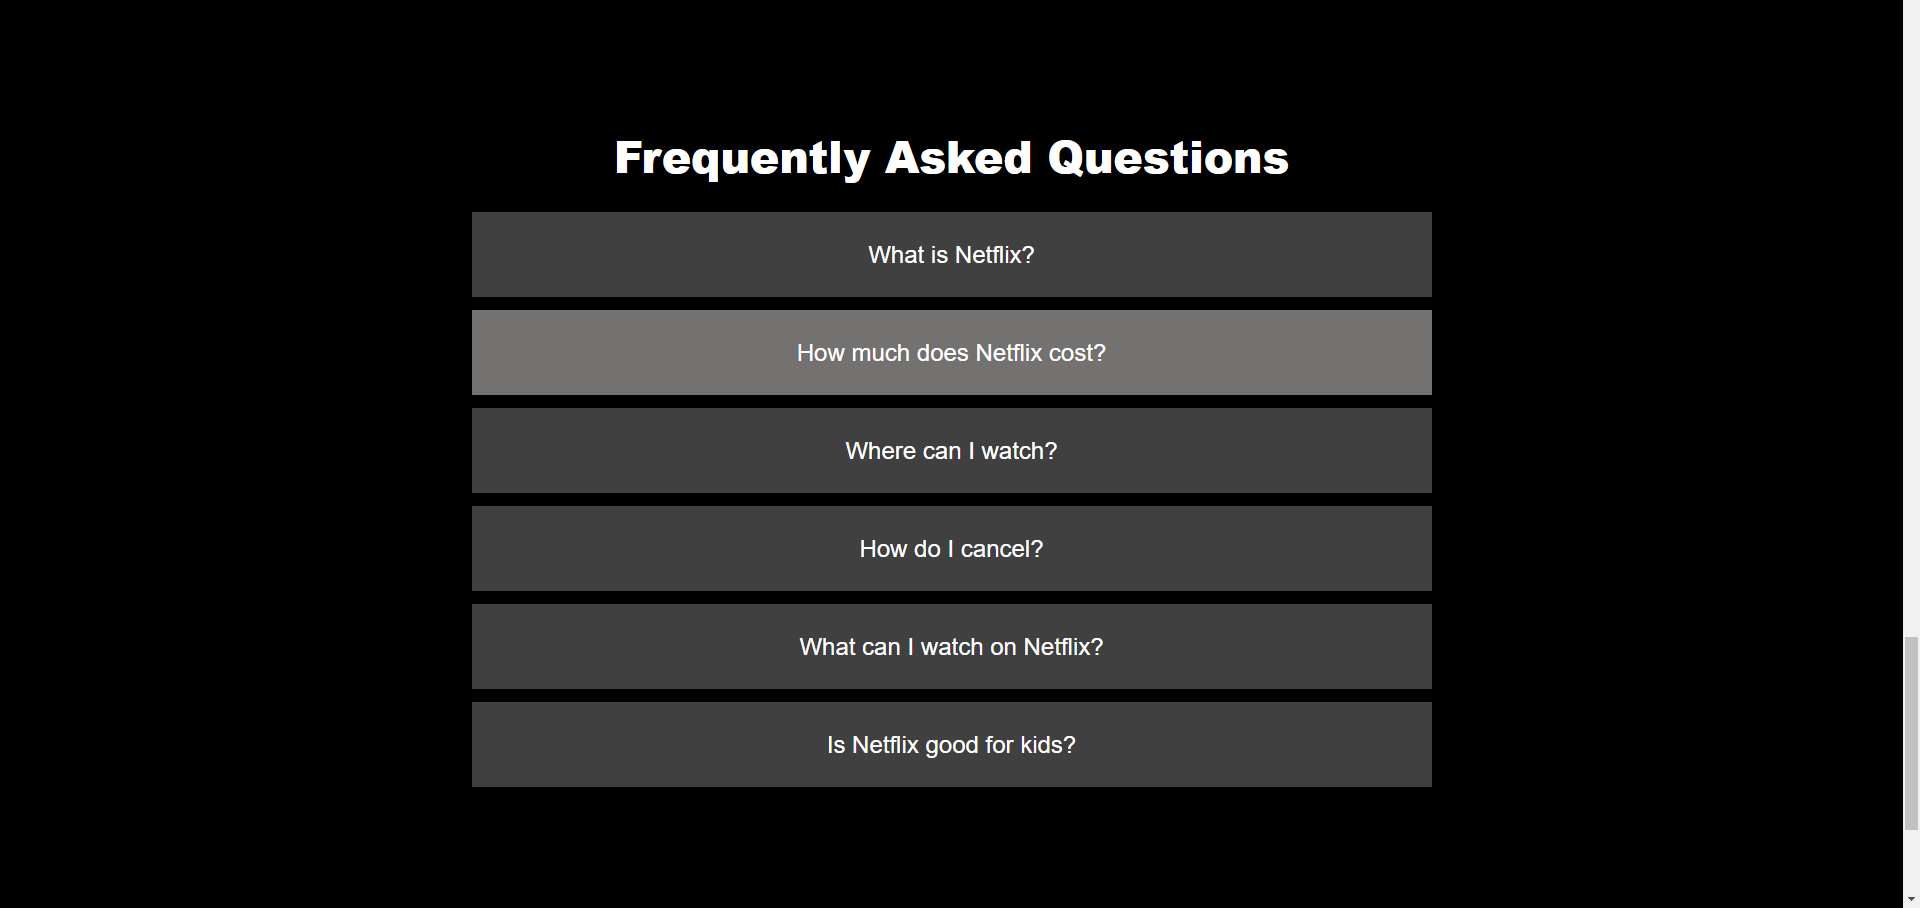 Frequently Asked Questions
What is Netflix?
How much does Netflix cost?
Where can I watch?
How do I cancel?
What can I watch on Netflix?
Is Netflix good for kids?